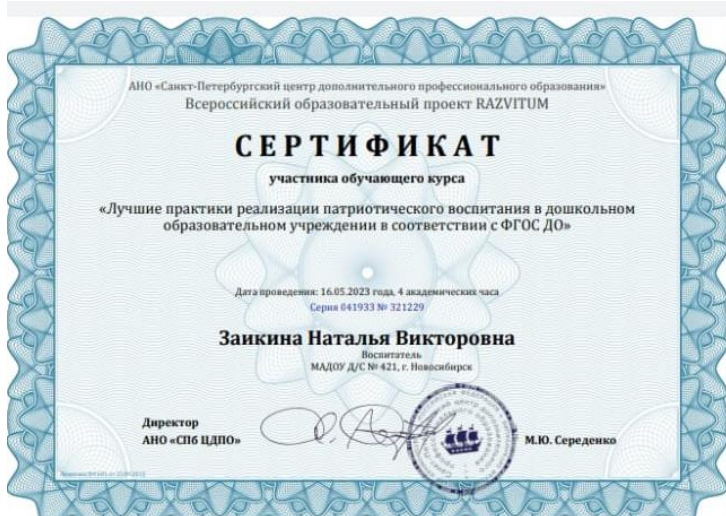 АНО «Санкт-Петербургский центр дополнительного профессионального образования»
Всероссийский образовательный проект RAZVITUM
СЕРТИФИКАТ
участника обучающего курса
«Лучшие практики реализации патриотического воспитания в дошкольном
образовательном учреждении в соответствии с ФГОС ДО»
Дата проведения: 16.05.2023 года, 4 академических часа
Серия 041933 № 321229
Заикина Наталья Викторовна
Воспитатель
МАДОУ Д/С № 421, г. Новосибирск
Директор
АНО «СПб ЦДПО»
М.Ю. Середенко